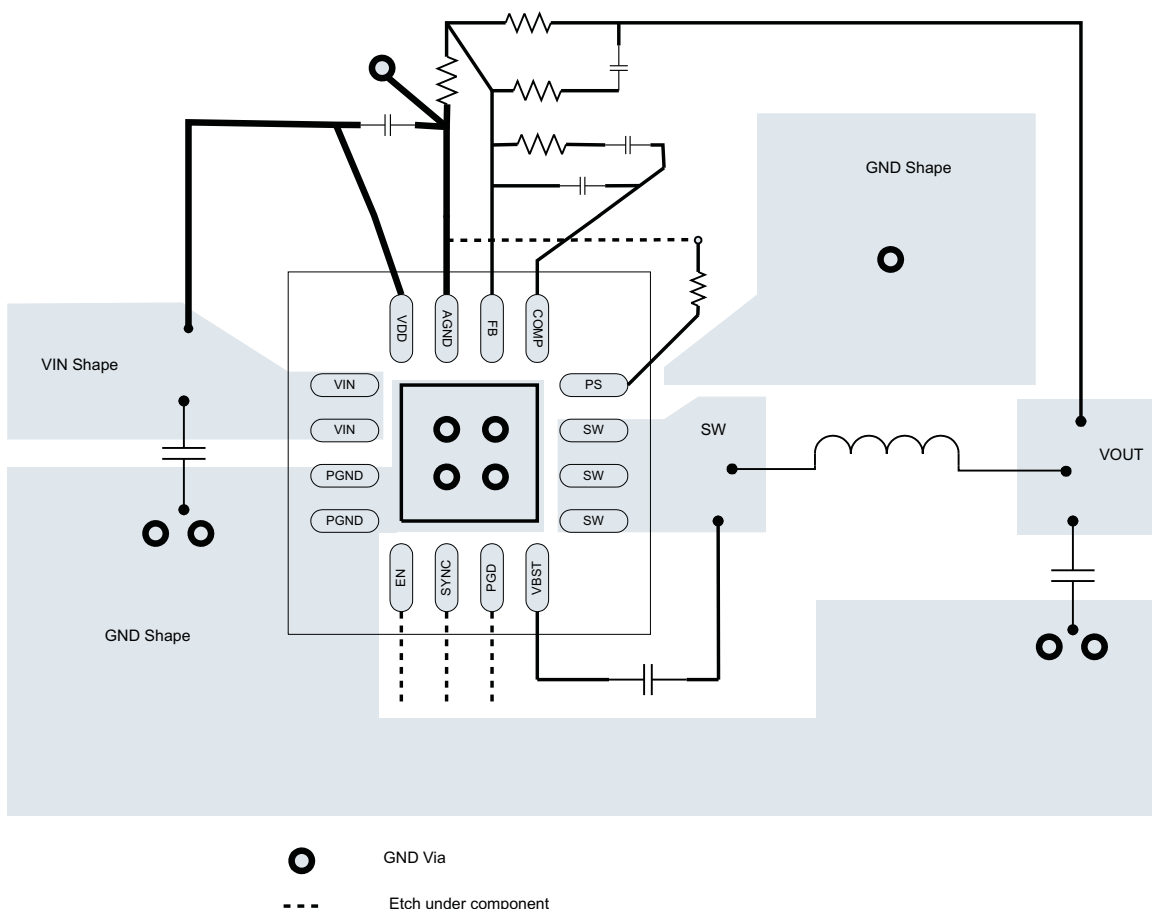 GND Shape
VDD
AGND
FB
COMP
VIN Shape
VIN
PS
VIN
SW
SW
VOUT
PGND
SW
PGND
SW
EN
SYNC
PGD
VBST
GND Shape
GND Via
Etch under component